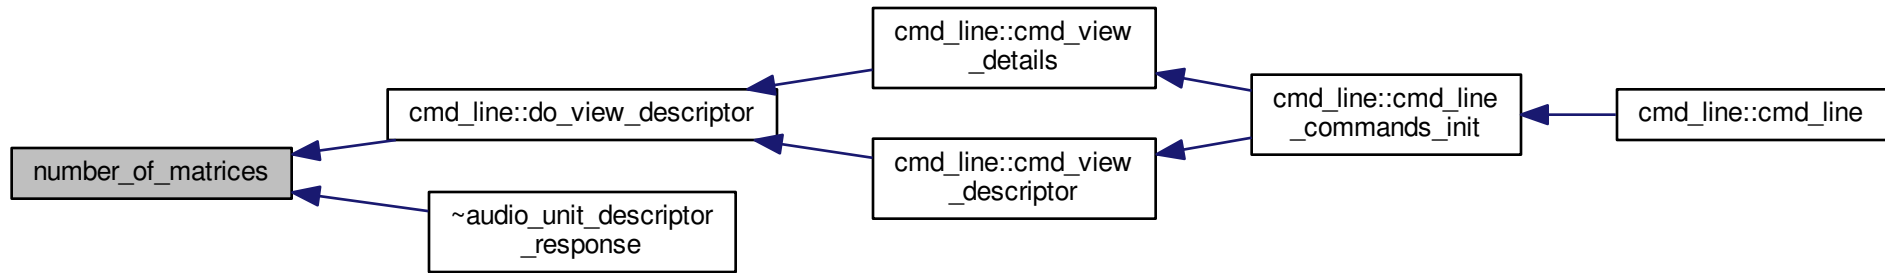 number_of_matrices
cmd_line::do_view_descriptor
~audio_unit_descriptor
_response
cmd_line::cmd_view
_details
cmd_line::cmd_view
_descriptor
cmd_line::cmd_line
_commands_init
cmd_line::cmd_line